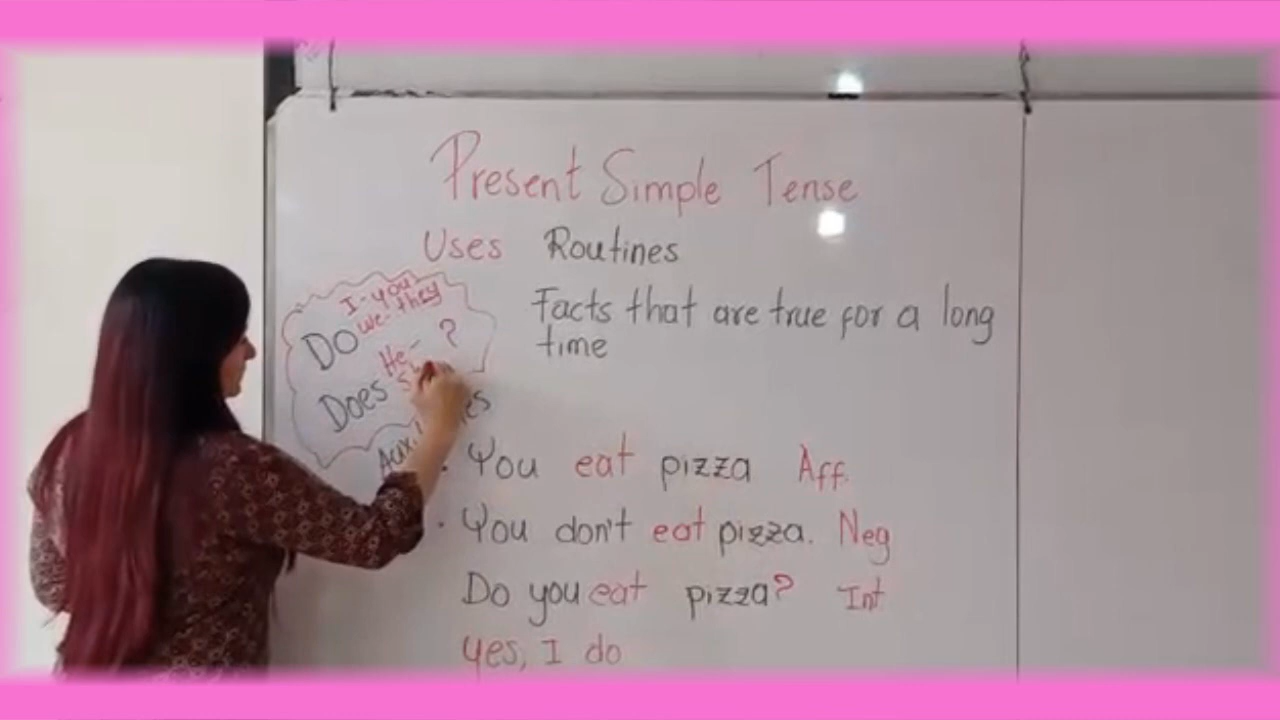 Present Simple Tense
Uses Routines
Facts that are true for a long
time
I - you
we - they
Do
?
He -
Does
You eat pizza Aff.
You don't eat pizza. Neg
Do you eat pizza? Int
Yes, I do